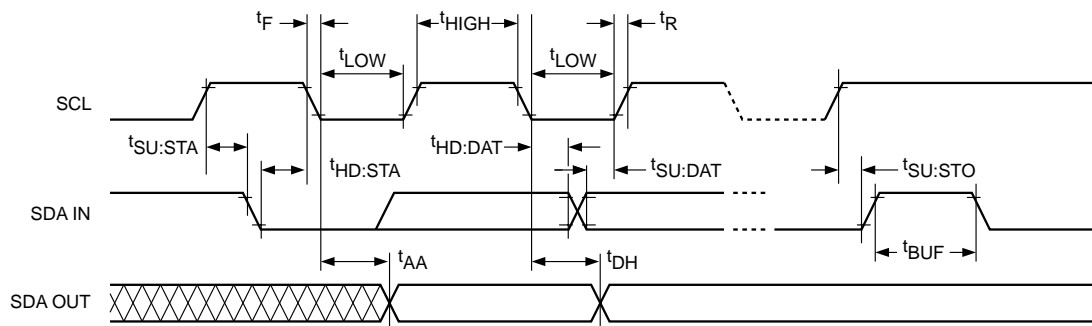 tF
tHIGH
tR
tLOW
tLOW
SCL
tSU:STA
tHD:DAT
tHD:STA
tSU:DAT
tSU:STO
SDA IN
tBUF
tAA
tDH
SDA OUT